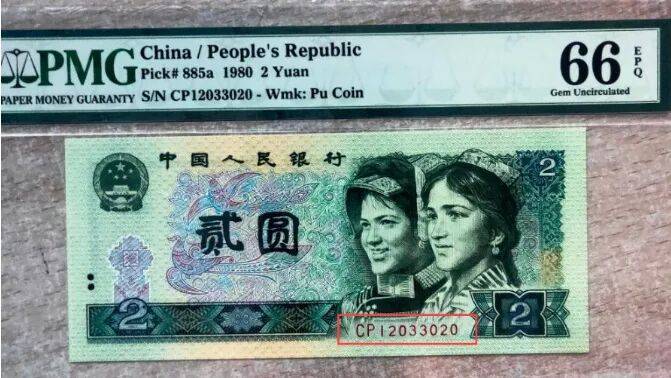 PMG
PAPER MONEY GUARANTY
China / People's Republic
Pick# 885a 1980 2 Yuan
S/N CP12033020 - Wmk: Pu Coin
66
EPQ
Gem Uncirculated
中国人民银行
2
贰圆
2
CP12033020
2